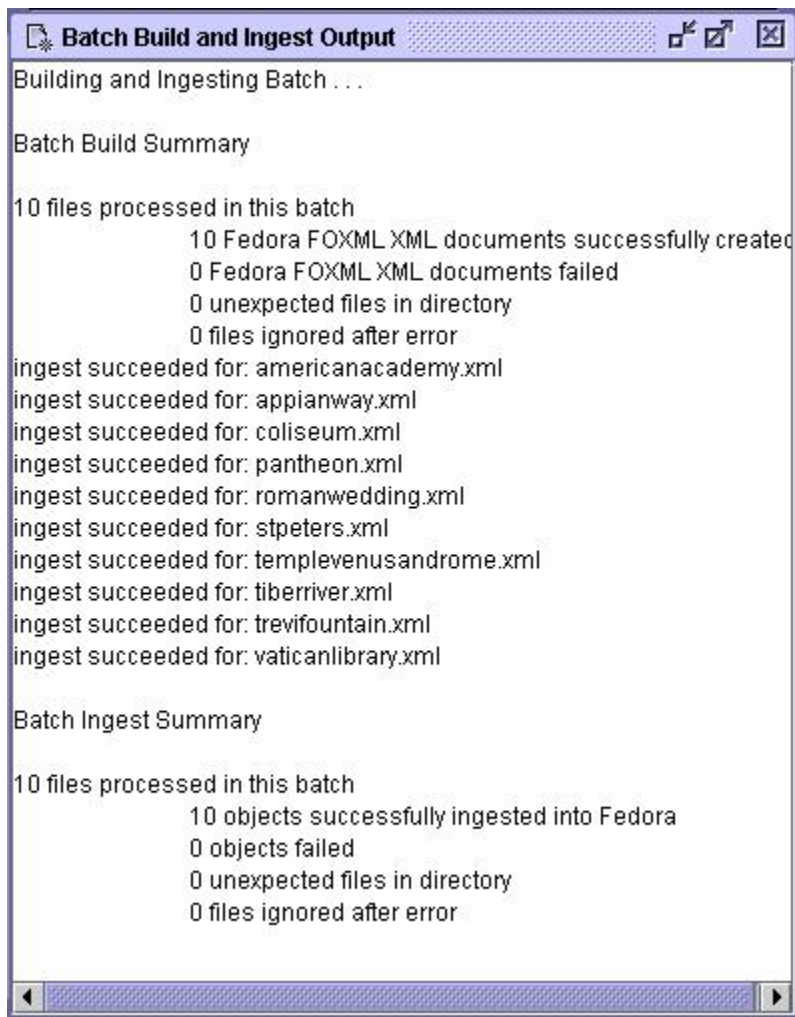 Batch Build and Ingest Output
Building and Ingesting Batch . . .
Batch Build Summary
10 files processed in this batch
10 Fedora FOXML XML documents successfully created
0 Fedora FOXML XML documents failed
0 unexpected files in directory
0 files ignored after error
ingest succeeded for: americanacademy.xml
ingest succeeded for: appianway.xml
ingest succeeded for: coliseum.xml
ingest succeeded for: pantheon.xml
ingest succeeded for: romanwedding.xml
ingest succeeded for: stpeters.xml
ingest succeeded for: templevenusandrome.xml
ingest succeeded for: tiberriver.xml
ingest succeeded for: trevifountain.xml
ingest succeeded for: vaticanlibrary.xml
Batch Ingest Summary
10 files processed in this batch
10 objects successfully ingested into Fedora
0 objects failed
0 unexpected files in directory
0 files ignored after error